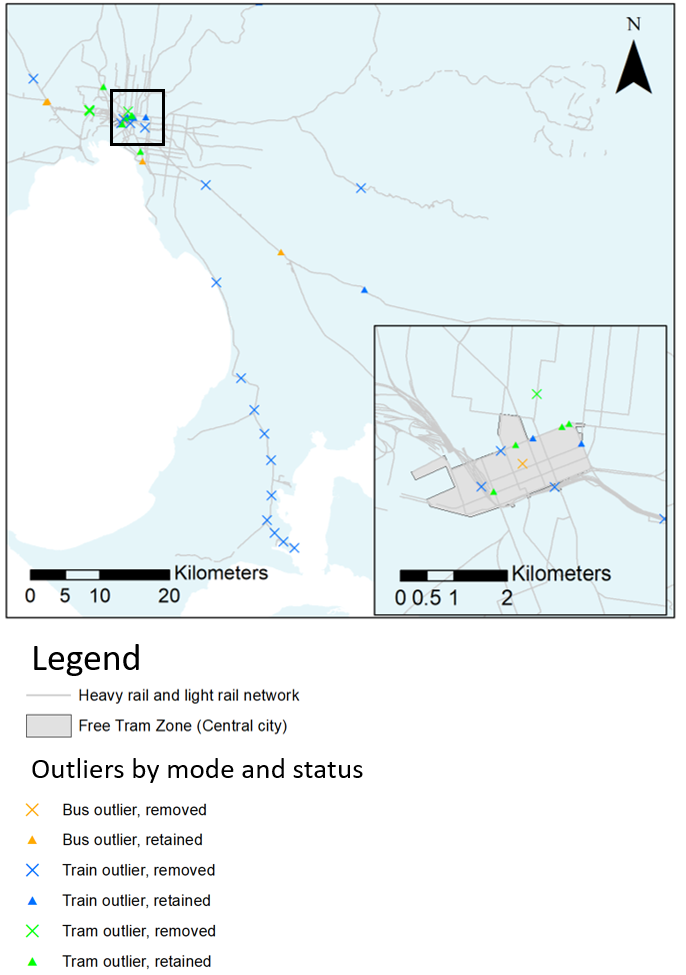 N
Kilometers
0 5 10 20
Kilometers
0 0.5 1 2
Legend
Heavy rail and light rail network
Free Tram Zone (Central city)
Outliers by mode and status
Bus outlier, removed
Bus outlier, retained
Train outlier, removed
Train outlier, retained
Tram outlier, removed
Tram outlier, retained